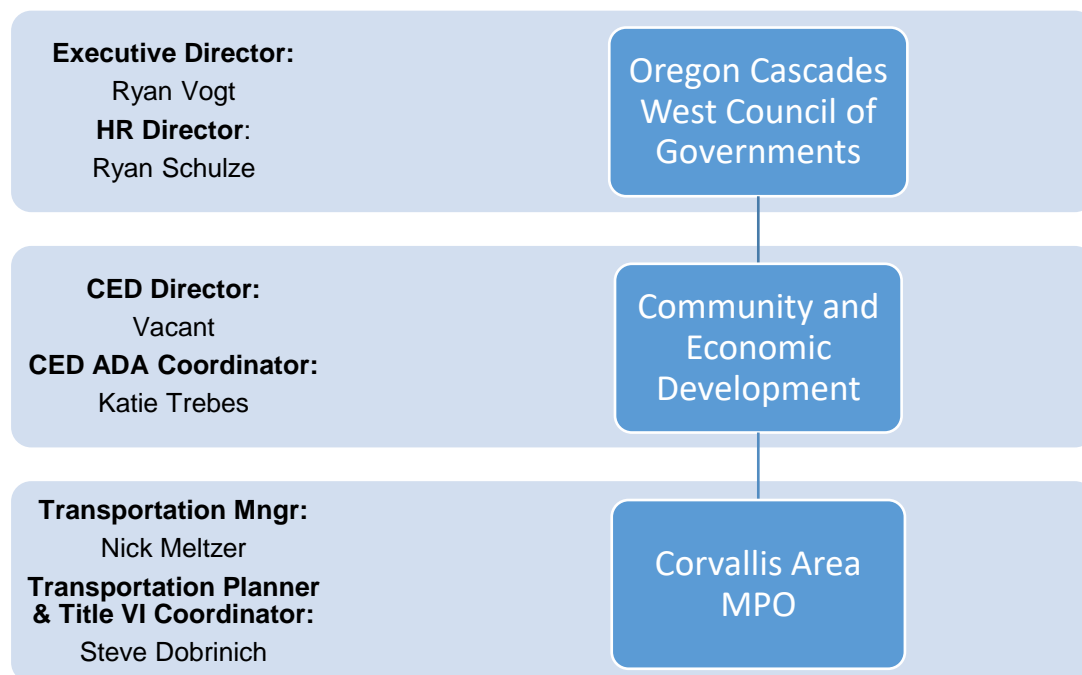 Executive Director:
Ryan Vogt
HR Director:
Ryan Schulze
Oregon Cascades
West Council of
Governments
CED Director:
Vacant
CED ADA Coordinator:
Katie Trebes
Community and
Economic
Development
Transportation Mngr:
Nick Meltzer
Transportation Planner
& Title VI Coordinator:
Steve Dobrinich
Corvallis Area
MPO